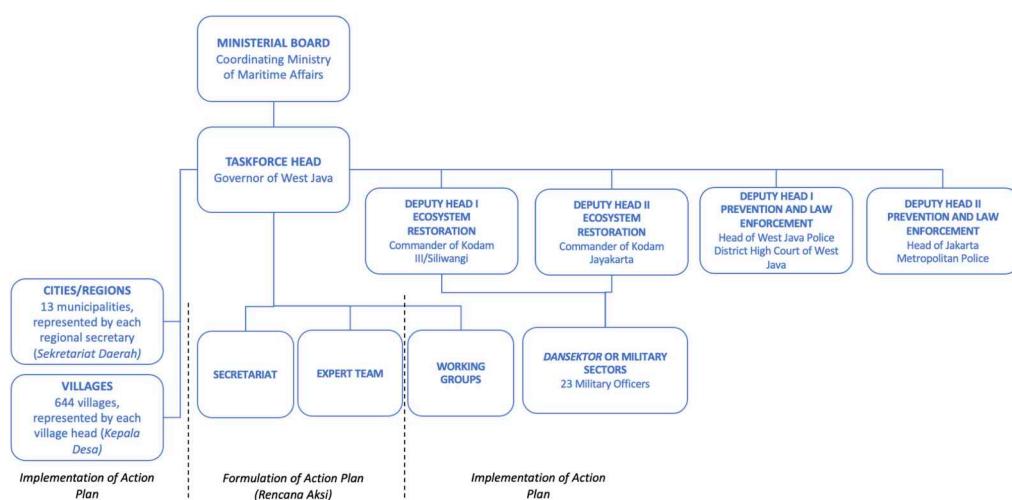 MINISTERIAL BOARD
Coordinating Ministry
of Maritime Affairs
TASKFORCE HEAD
Governor of West Java
DEPUTY HEAD I
ECOSYSTEM
RESTORATION
Commander of Kodam
III/Siliwangi
DEPUTY HEAD II
ECOSYSTEM
RESTORATION
Commander of Kodam
Jayakarta
DEPUTY HEAD I
PREVENTION AND LAW
ENFORCEMENT
Head of West Java Police
District High Court of West
Java
DEPUTY HEAD II
PREVENTION AND LAW
ENFORCEMENT
Head of Jakarta
Metropolitan Police
CITIES/REGIONS
13 municipalities,
represented by each
regional secretary
(Sekretariat Daerah)
VILLAGES
644 villages,
represented by each
village head (Kepala
Desa)
SECRETARIAT
EXPERT TEAM
WORKING
GROUPS
DANSEKTOR OR MILITARY
SECTORS
23 Military Officers
Implementation of Action
Plan
Formulation of Action Plan
(Rencana Aksi)
Implementation of Action
Plan